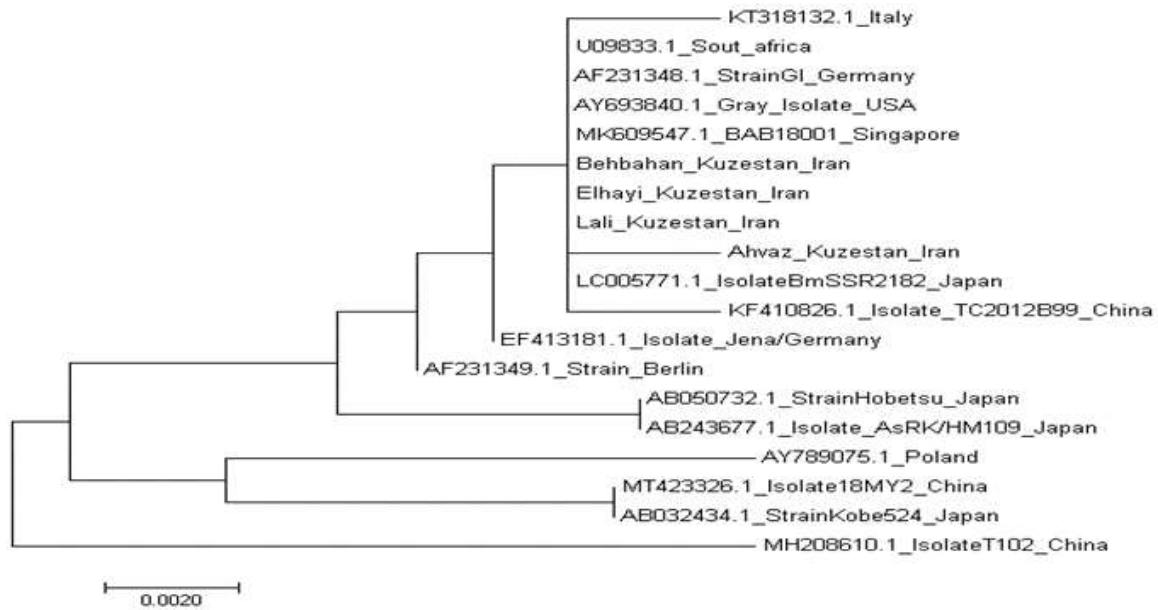 KT318132.1_Italy
U09833.1_Sout_africa
AF231348.1_StrainGI_Germany
AY693840.1_Gray_Isolate_USA
MK609547.1_BAB18001_Singapore
Behbahan_Kuzestan_Iran
Elhayi_Kuzestan_Iran
Lali_Kuzestan_Iran
Ahvaz_Kuzestan_Iran
LC005771.1_IsolateBmSSR2182_Japan
KF410826.1_Isolate_TC2012B99_China
EF413181.1_Isolate_Jena/Germany
AF231349.1_Strain_Berlin
AB050732.1_StrainHobetsu_Japan
AB243677.1_Isolate_AsRK/HM109_Japan
AY789075.1_Poland
MT423326.1_Isolate18MY2_China
AB032434.1_StrainKobe524_Japan
MH208610.1_IsolateT102_China
0.0020